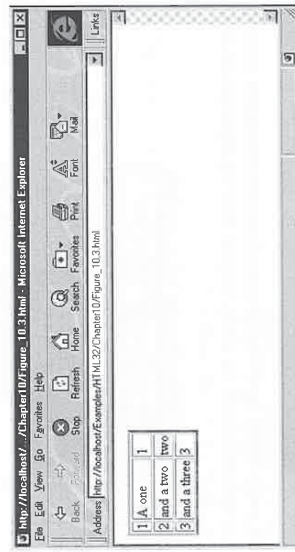 http://localhost/.../Chapter10/Figure_10.3.html - Microsoft Internet Explorer
File Edit View Go Favorites Help
Back Forward Stop Refresh Home Search Favorites Print Font Mail
Address http://localhost/Examples/HTML32/Chapter10/Figure_10.3.html Links
1 A one 1
2 and a two two
3 and a three 3